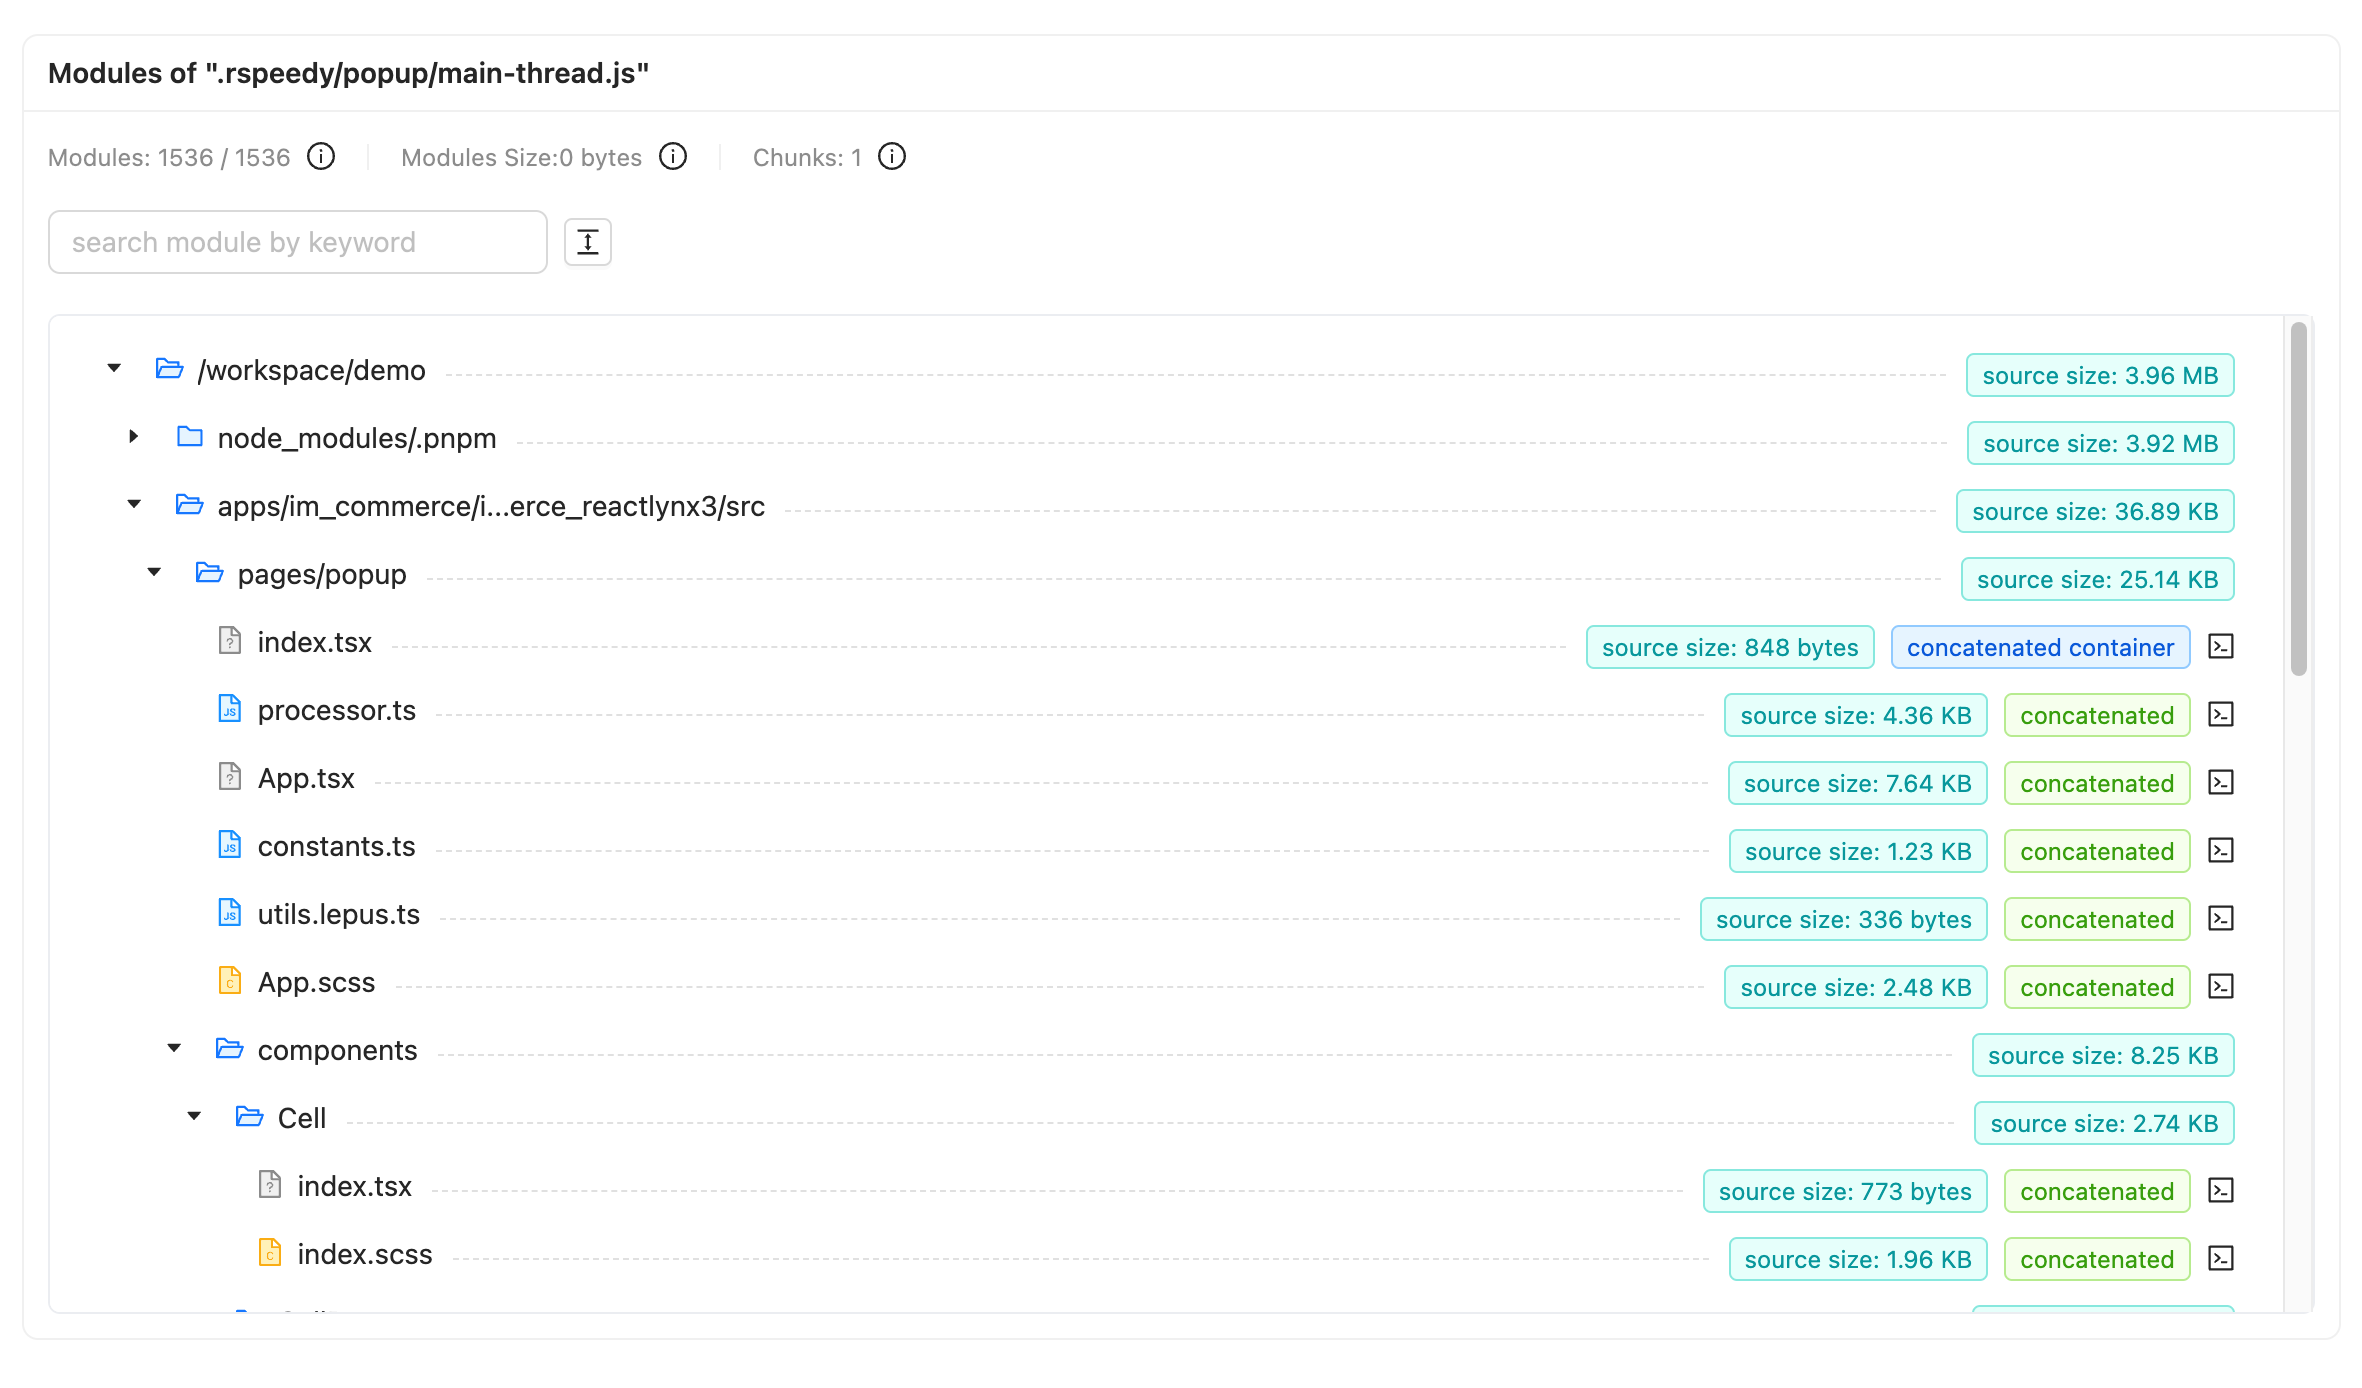 Modules of ".rspeedy/popup/main-thread.js"
Modules: 1536 / 1536 Modules Size:0 bytes Chunks: 1
search module by keyword
/workspace/demo source size: 3.96 MB
node_modules/.pnpm source size: 3.92 MB
apps/im_commerce/i...erce_reactlynx3/src source size: 36.89 KB
pages/popup source size: 25.14 KB
index.tsx source size: 848 bytes concatenated container
processor.ts source size: 4.36 KB concatenated
App.tsx source size: 7.64 KB concatenated
constants.ts source size: 1.23 KB concatenated
utils.lepus.ts source size: 336 bytes concatenated
App.scss source size: 2.48 KB concatenated
components source size: 8.25 KB
Cell source size: 2.74 KB
index.tsx source size: 773 bytes concatenated
index.scss source size: 1.96 KB concatenated